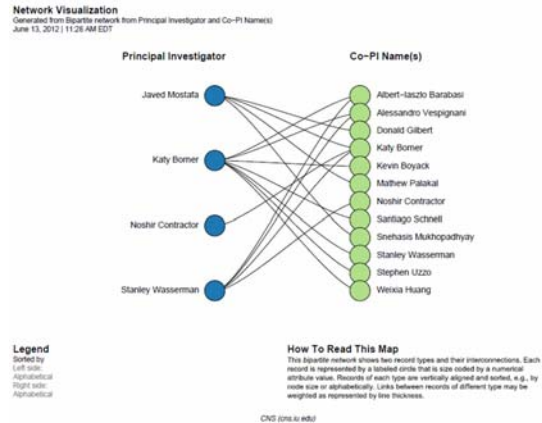 Network Visualization
Generated from Bipartite network from Principal Investigator and Co-PI Name(s)
June 13, 2012 | 11:26 AM EDT
Principal Investigator
Co-PI Name(s)
Javed Mostafa
Katy Borner
Noshir Contractor
Stanley Wasserman
Albert-laszlo Barabasi
Alessandro Vespignani
Donald Gilbert
Katy Borner
Kevin Boyack
Mathew Palakal
Noshir Contractor
Santiago Schnell
Snehasis Mukhopadhyay
Stanley Wasserman
Stephen Uzzo
Weixia Huang
Legend
Sorted by
Left side:
Alphabetical
Right side:
Alphabetical
How To Read This Map
This bipartite network shows two record types and their interconnections. Each
record is represented by a labeled circle that is size coded by a numerical
attribute value. Records of each type are vertically aligned and sorted, e.g., by
node size or alphabetically. Links between records of different type may be
weighted as represented by line thickness.
CNS (cns.iu.edu)